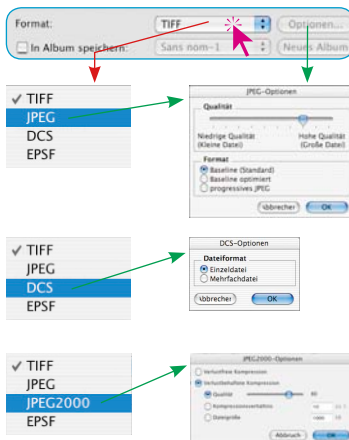 Format: TIFF Optionen...
In Album speichern: Sans nom-1 Neues Album
✓ TIFF
JPEG
DCS
EPSF
JPEG-Optionen
Qualität
Niedrige Qualität Hohe Qualität
(Kleine Datei) (Große Datei)
Format
Baseline (Standard)
Baseline optimiert
progressives JPEG
Abbrecher OK
✓ TIFF
JPEG
DCS
EPSF
DCS-Optionen
Dateiformat
Einzeldatei
Mehrfachdatei
Abbrecher OK
✓ TIFF
JPEG
JPEG2000
EPSF
JPEG2000-Optionen
Verlustfreie Kompression
Verlustbehaftete Kompression
Qualität 80
Kompressionsverhältnis
Dateigröße
Abbruch OK